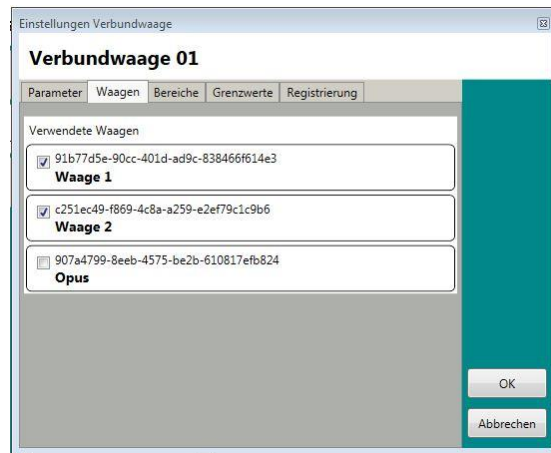 Einstellungen Verbundwaage
Verbundwaage 01
Parameter Waagen Bereiche Grenzwerte Registrierung
Verwendete Waagen
91b77d5e-90cc-401d-ad9c-838466f614e3
Waage 1
c251ec49-f869-4c8a-a259-e2ef79c1c9b6
Waage 2
907a4799-8eeb-4575-be2b-610817efb824
Opus
OK
Abbrechen